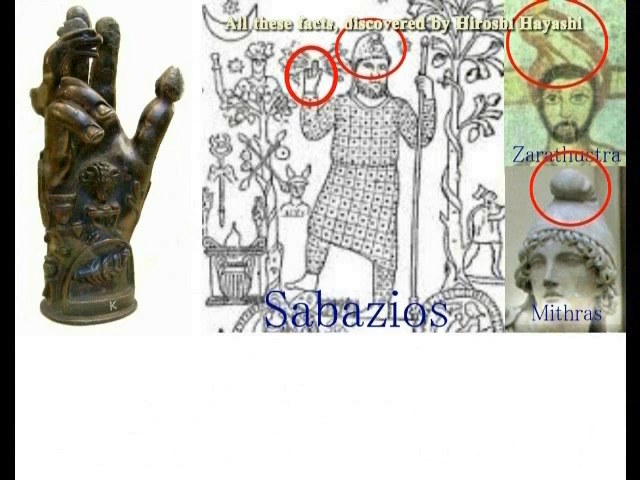 All these facts, discovered by Hiroshi Hayashi
Zarathustra
Sabazios
Mithras
K